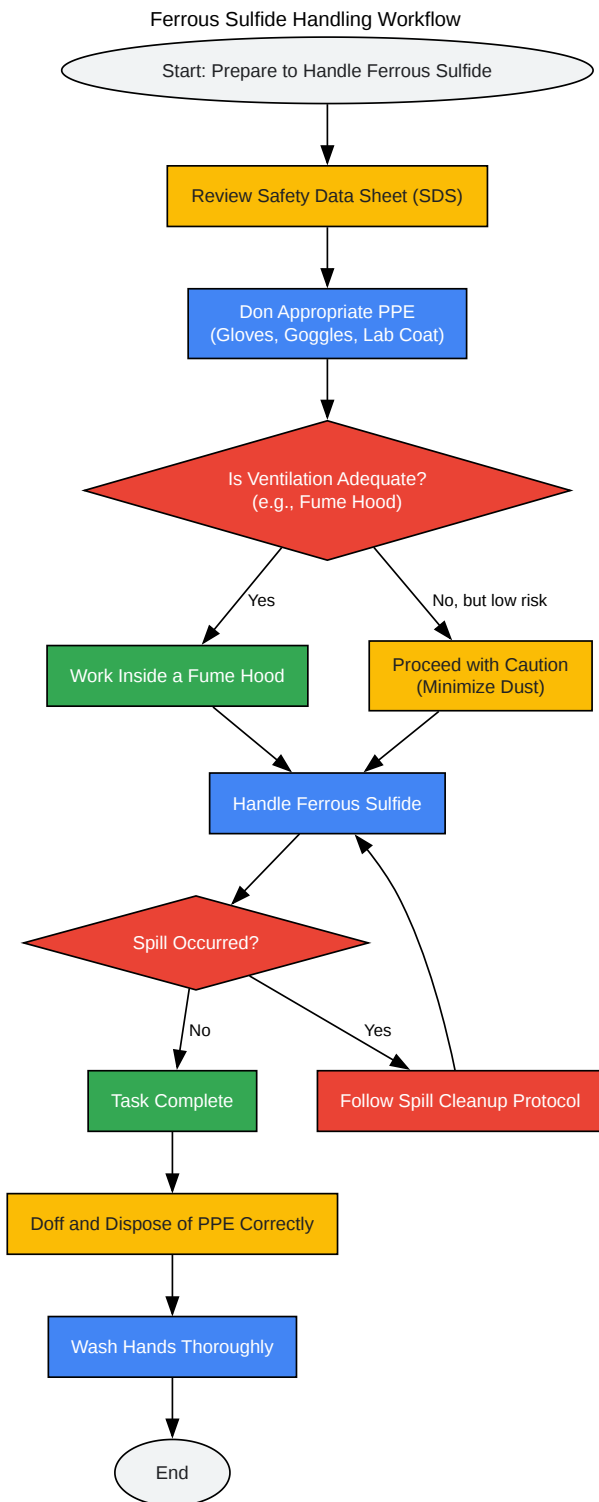 Ferrous Sulfide Handling Workflow
Start: Prepare to Handle Ferrous Sulfide
Review Safety Data Sheet (SDS)
Don Appropriate PPE
(Gloves, Goggles, Lab Coat)
Is Ventilation Adequate?
(e.g., Fume Hood)
Yes
No, but low risk
Work Inside a Fume Hood
Proceed with Caution
(Minimize Dust)
Handle Ferrous Sulfide
Spill Occurred?
No
Yes
Task Complete
Follow Spill Cleanup Protocol
Doff and Dispose of PPE Correctly
Wash Hands Thoroughly
End